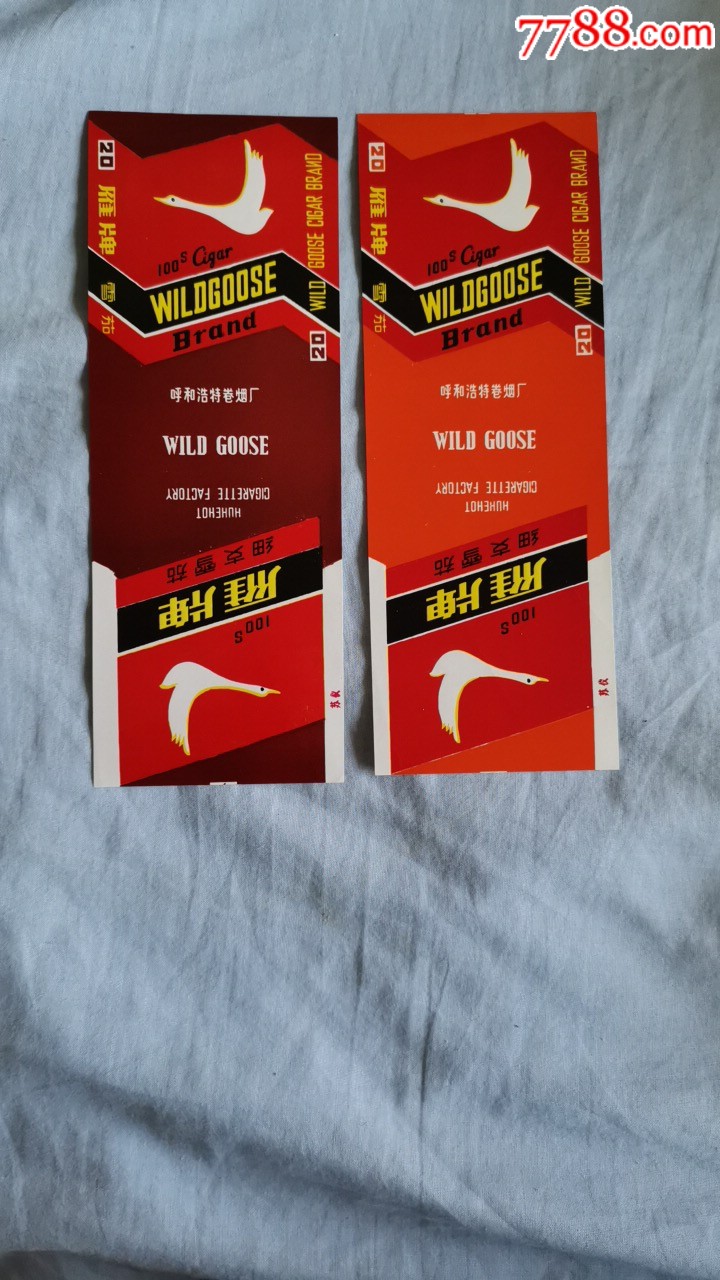 7788.com
20
雁牌
雪茄
100S Cigar
WILDGOOSE
Brand
WILD GOOSE CIGAR BRAND
20
呼和浩特卷烟厂
WILD GOOSE
HUHEHOT
CIGARETTE FACTORY
细支雪茄
雁牌
100S
20
雁牌
雪茄
100S Cigar
WILDGOOSE
Brand
WILD GOOSE CIGAR BRAND
20
呼和浩特卷烟厂
WILD GOOSE
HUHEHOT
CIGARETTE FACTORY
细支雪茄
雁牌
100S